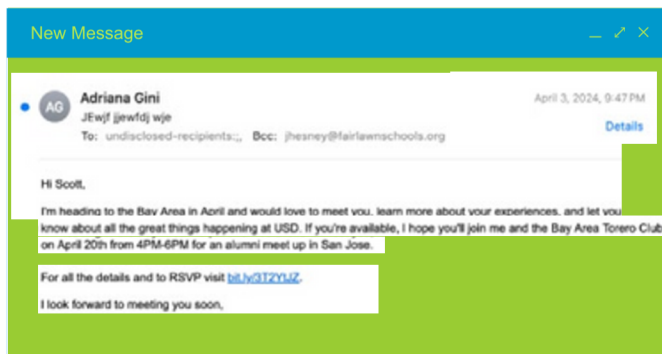 New Message
AG
Adriana Gini
April 3, 2024, 9:47 PM
JEwjf jjewfdj wje
Details
To: undisclosed-recipients:;, Bcc: jhesney@fairlawnschools.org
Hi Scott,
I'm heading to the Bay Area in April and would love to meet you, learn more about your experiences, and let you
know about all the great things happening at USD. If you're available, I hope you'll join me and the Bay Area Torero Club
on April 20th from 4PM-6PM for an alumni meet up in San Jose.
For all the details and to RSVP visit
I look forward to meeting you soon,